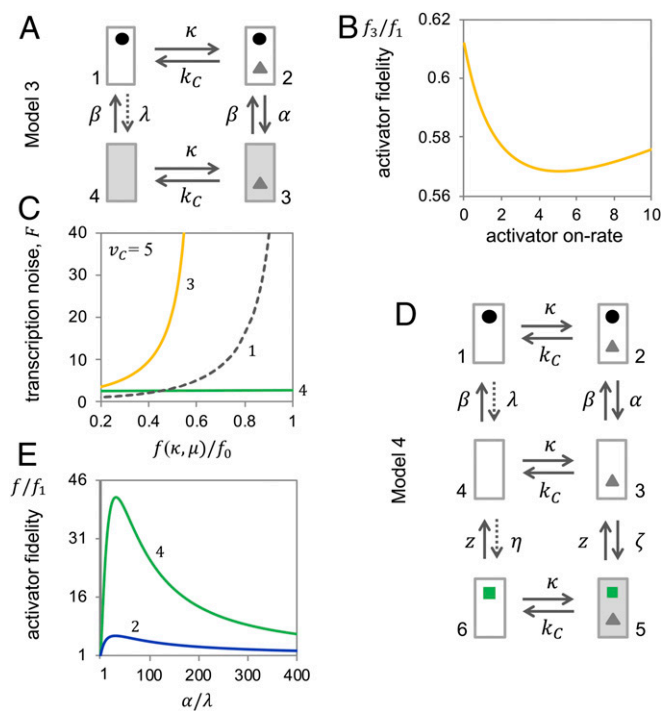 A
Model 3
κ
k_C
1
2
β
λ
β
α
κ
k_C
4
3
B
f_3/f_1
activator fidelity
0.62
0.6
0.58
0.56
0 2 4 6 8 10
activator on-rate
C
transcription noise, F
40
30
20
10
0
v_C = 5
3
1
4
0.2 0.4 0.6 0.8 1
f(κ, μ)/f_0
D
Model 4
κ
k_C
1
2
β
λ
β
α
κ
k_C
4
3
z
η
z
ζ
κ
k_C
6
5
E
f/f_1
activator fidelity
46
31
16
1
4
2
1 100 200 300 400
α/λ